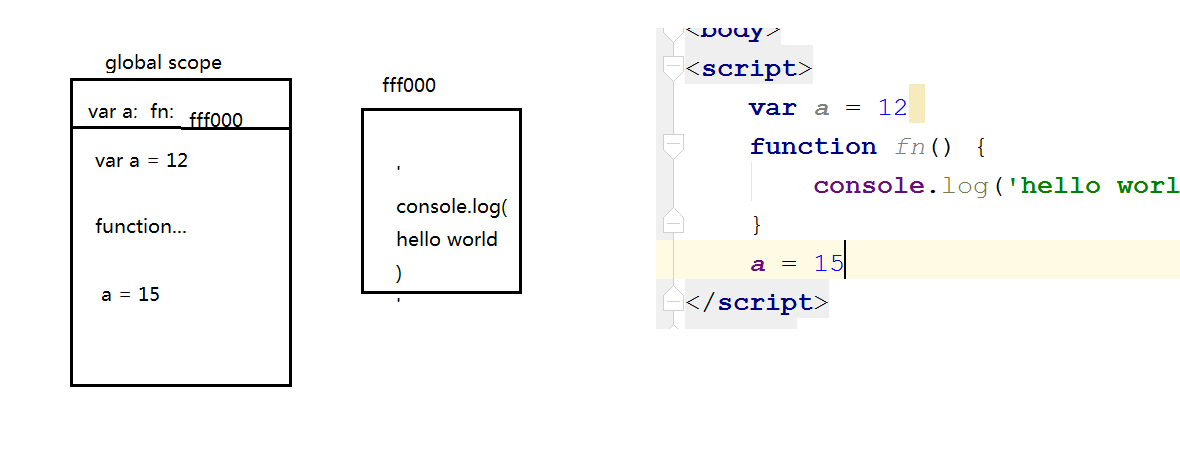 global scope
var a: fn: fff000
var a = 12
function...
a = 15
fff000
'
console.log(
hello world
)
'
<body>
<script>
var a = 12
function fn() {
console.log('hello worl
}
a = 15
</script>